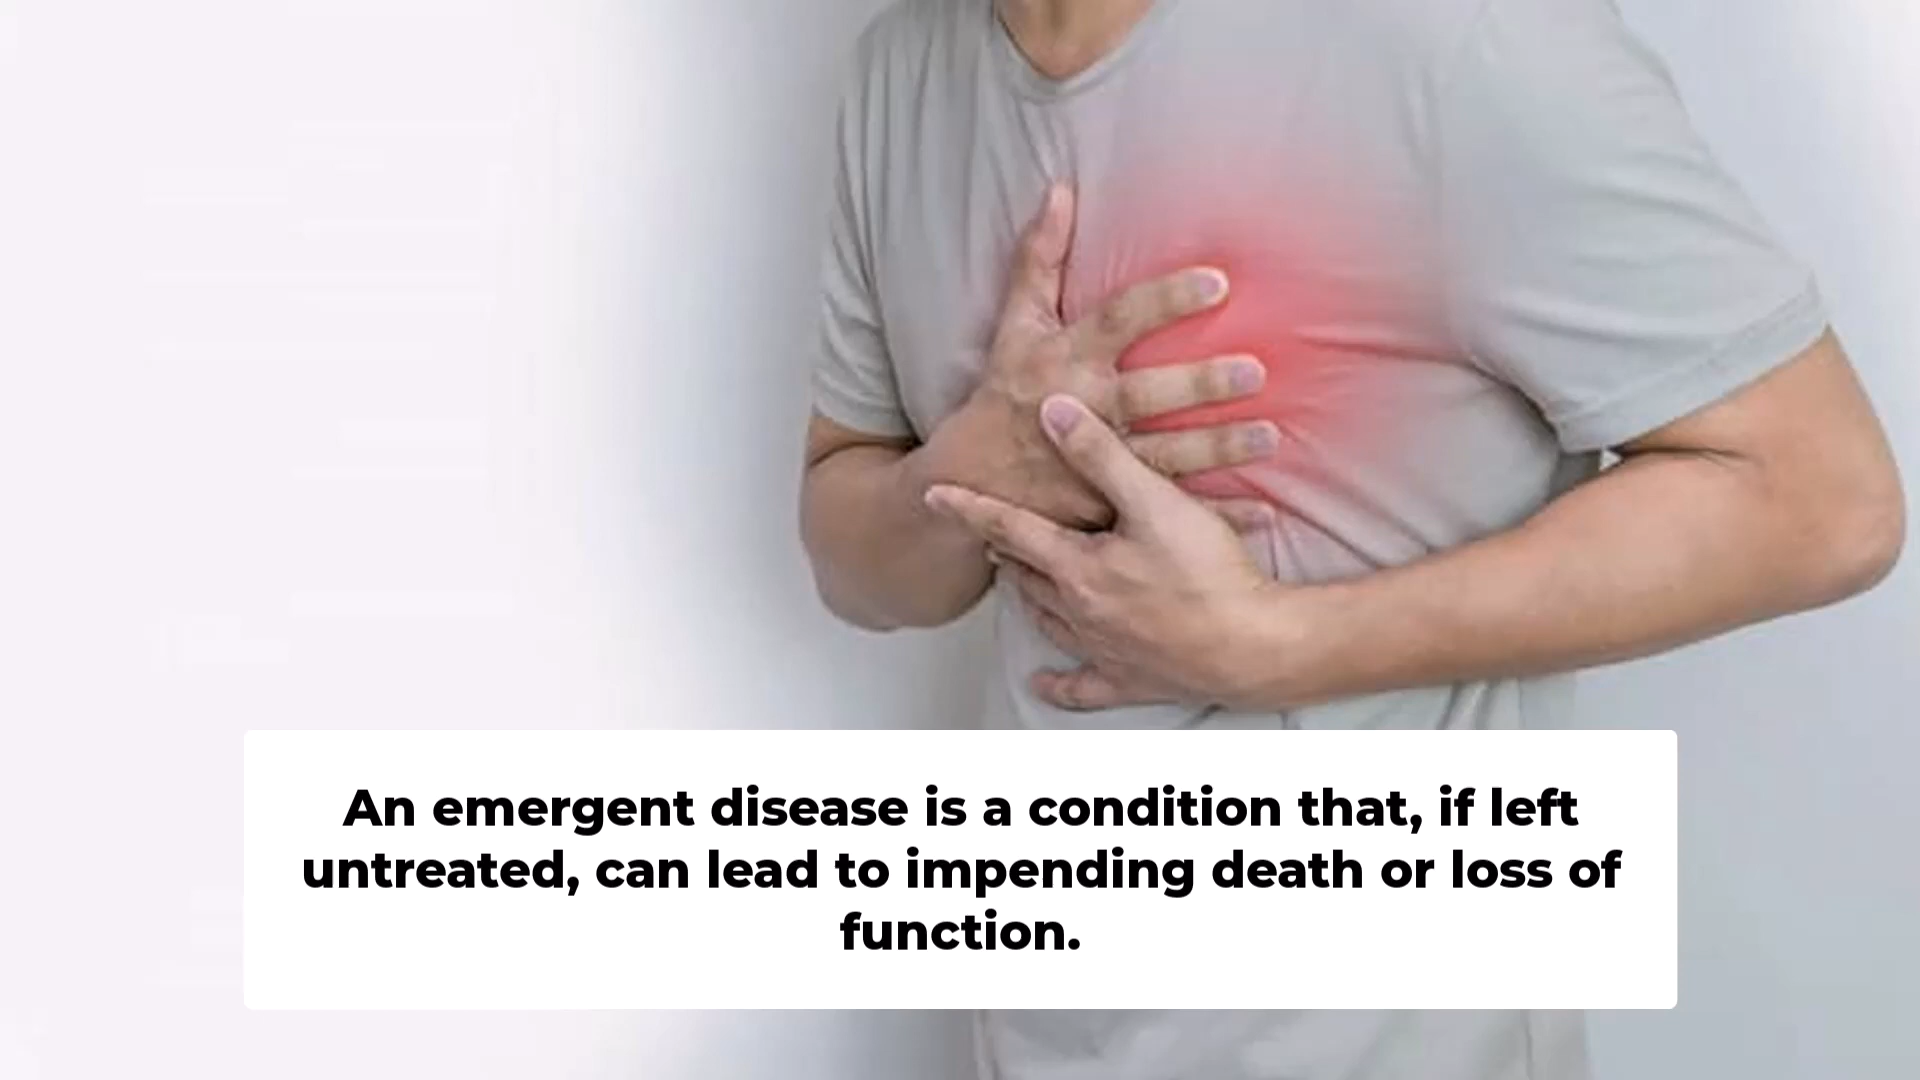 An emergent disease is a condition that, if left
untreated, can lead to impending death or loss of
function.